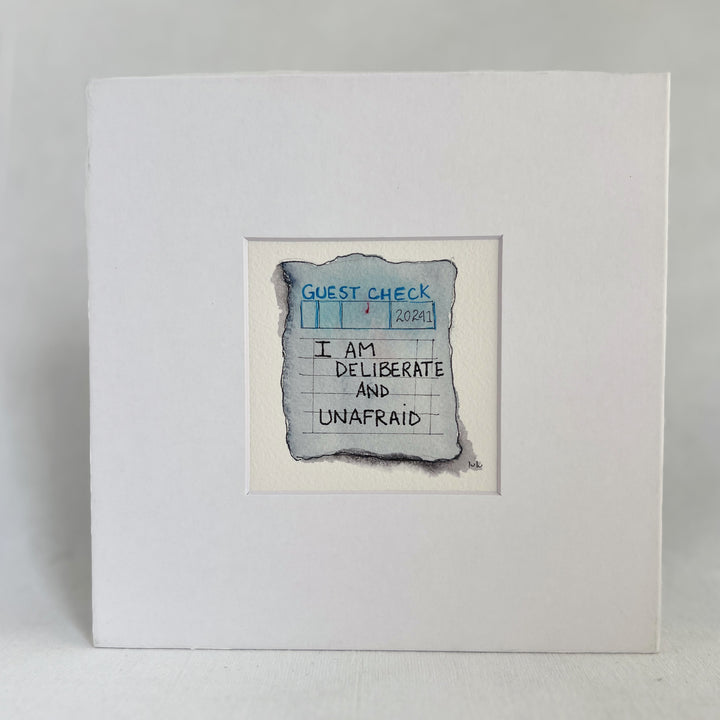 GUEST CHECK
20241
I AM
DELIBERATE
AND
UNAFRAID